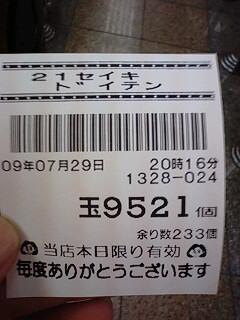 21セイキ
ドイテン
09年07月29日 20時16分
1328-024
玉9521個
余り数233個
当店本日限り有効
毎度ありがとうございます